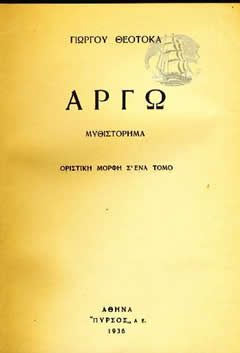 ΓΙΩΡΓΟΥ ΘΕΟΤΟΚΑ
ΑΡΓΩ
ΜΥΘΙΣΤΟΡΗΜΑ
ΟΡΙΣΤΙΚΗ ΜΟΡΦΗ Σ'ΕΝΑ ΤΟΜΟ
ΑΘΗΝΑ
"ΠΥΡΣΟΣ„ Α Ε.
1936